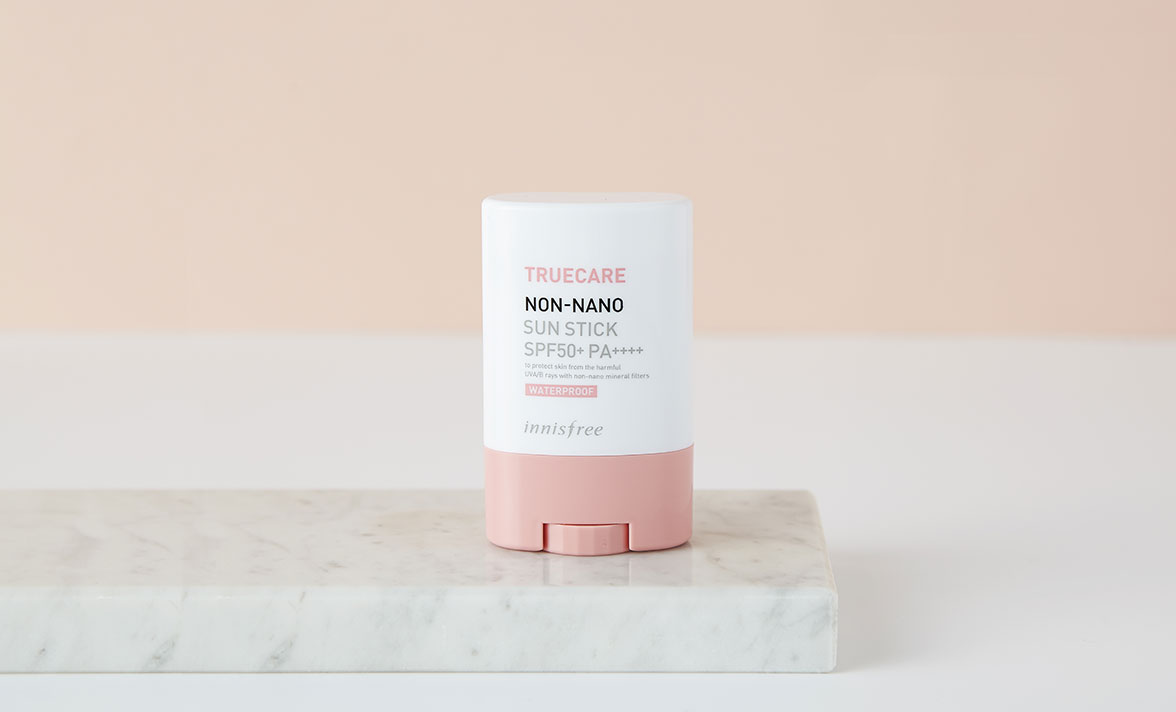 TRUECARE
NON-NANO
SUN STICK
SPF50+ PA++++
to protect skin from the harmful
UVA/B rays with non-nano mineral filters
WATERPROOF
innisfree